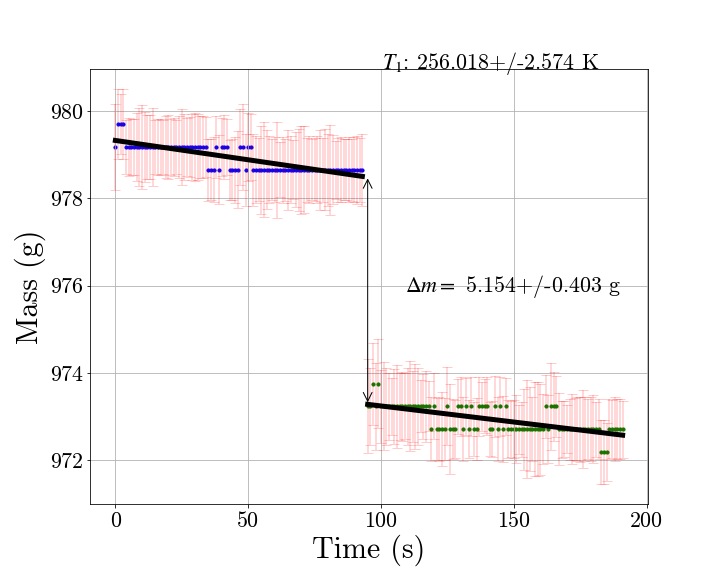 T₁: 256.018+/-2.574 K
980
978
Δm= 5.154+/-0.403 g
976
974
972
Mass (g)
0 50 100 150 200
Time (s)